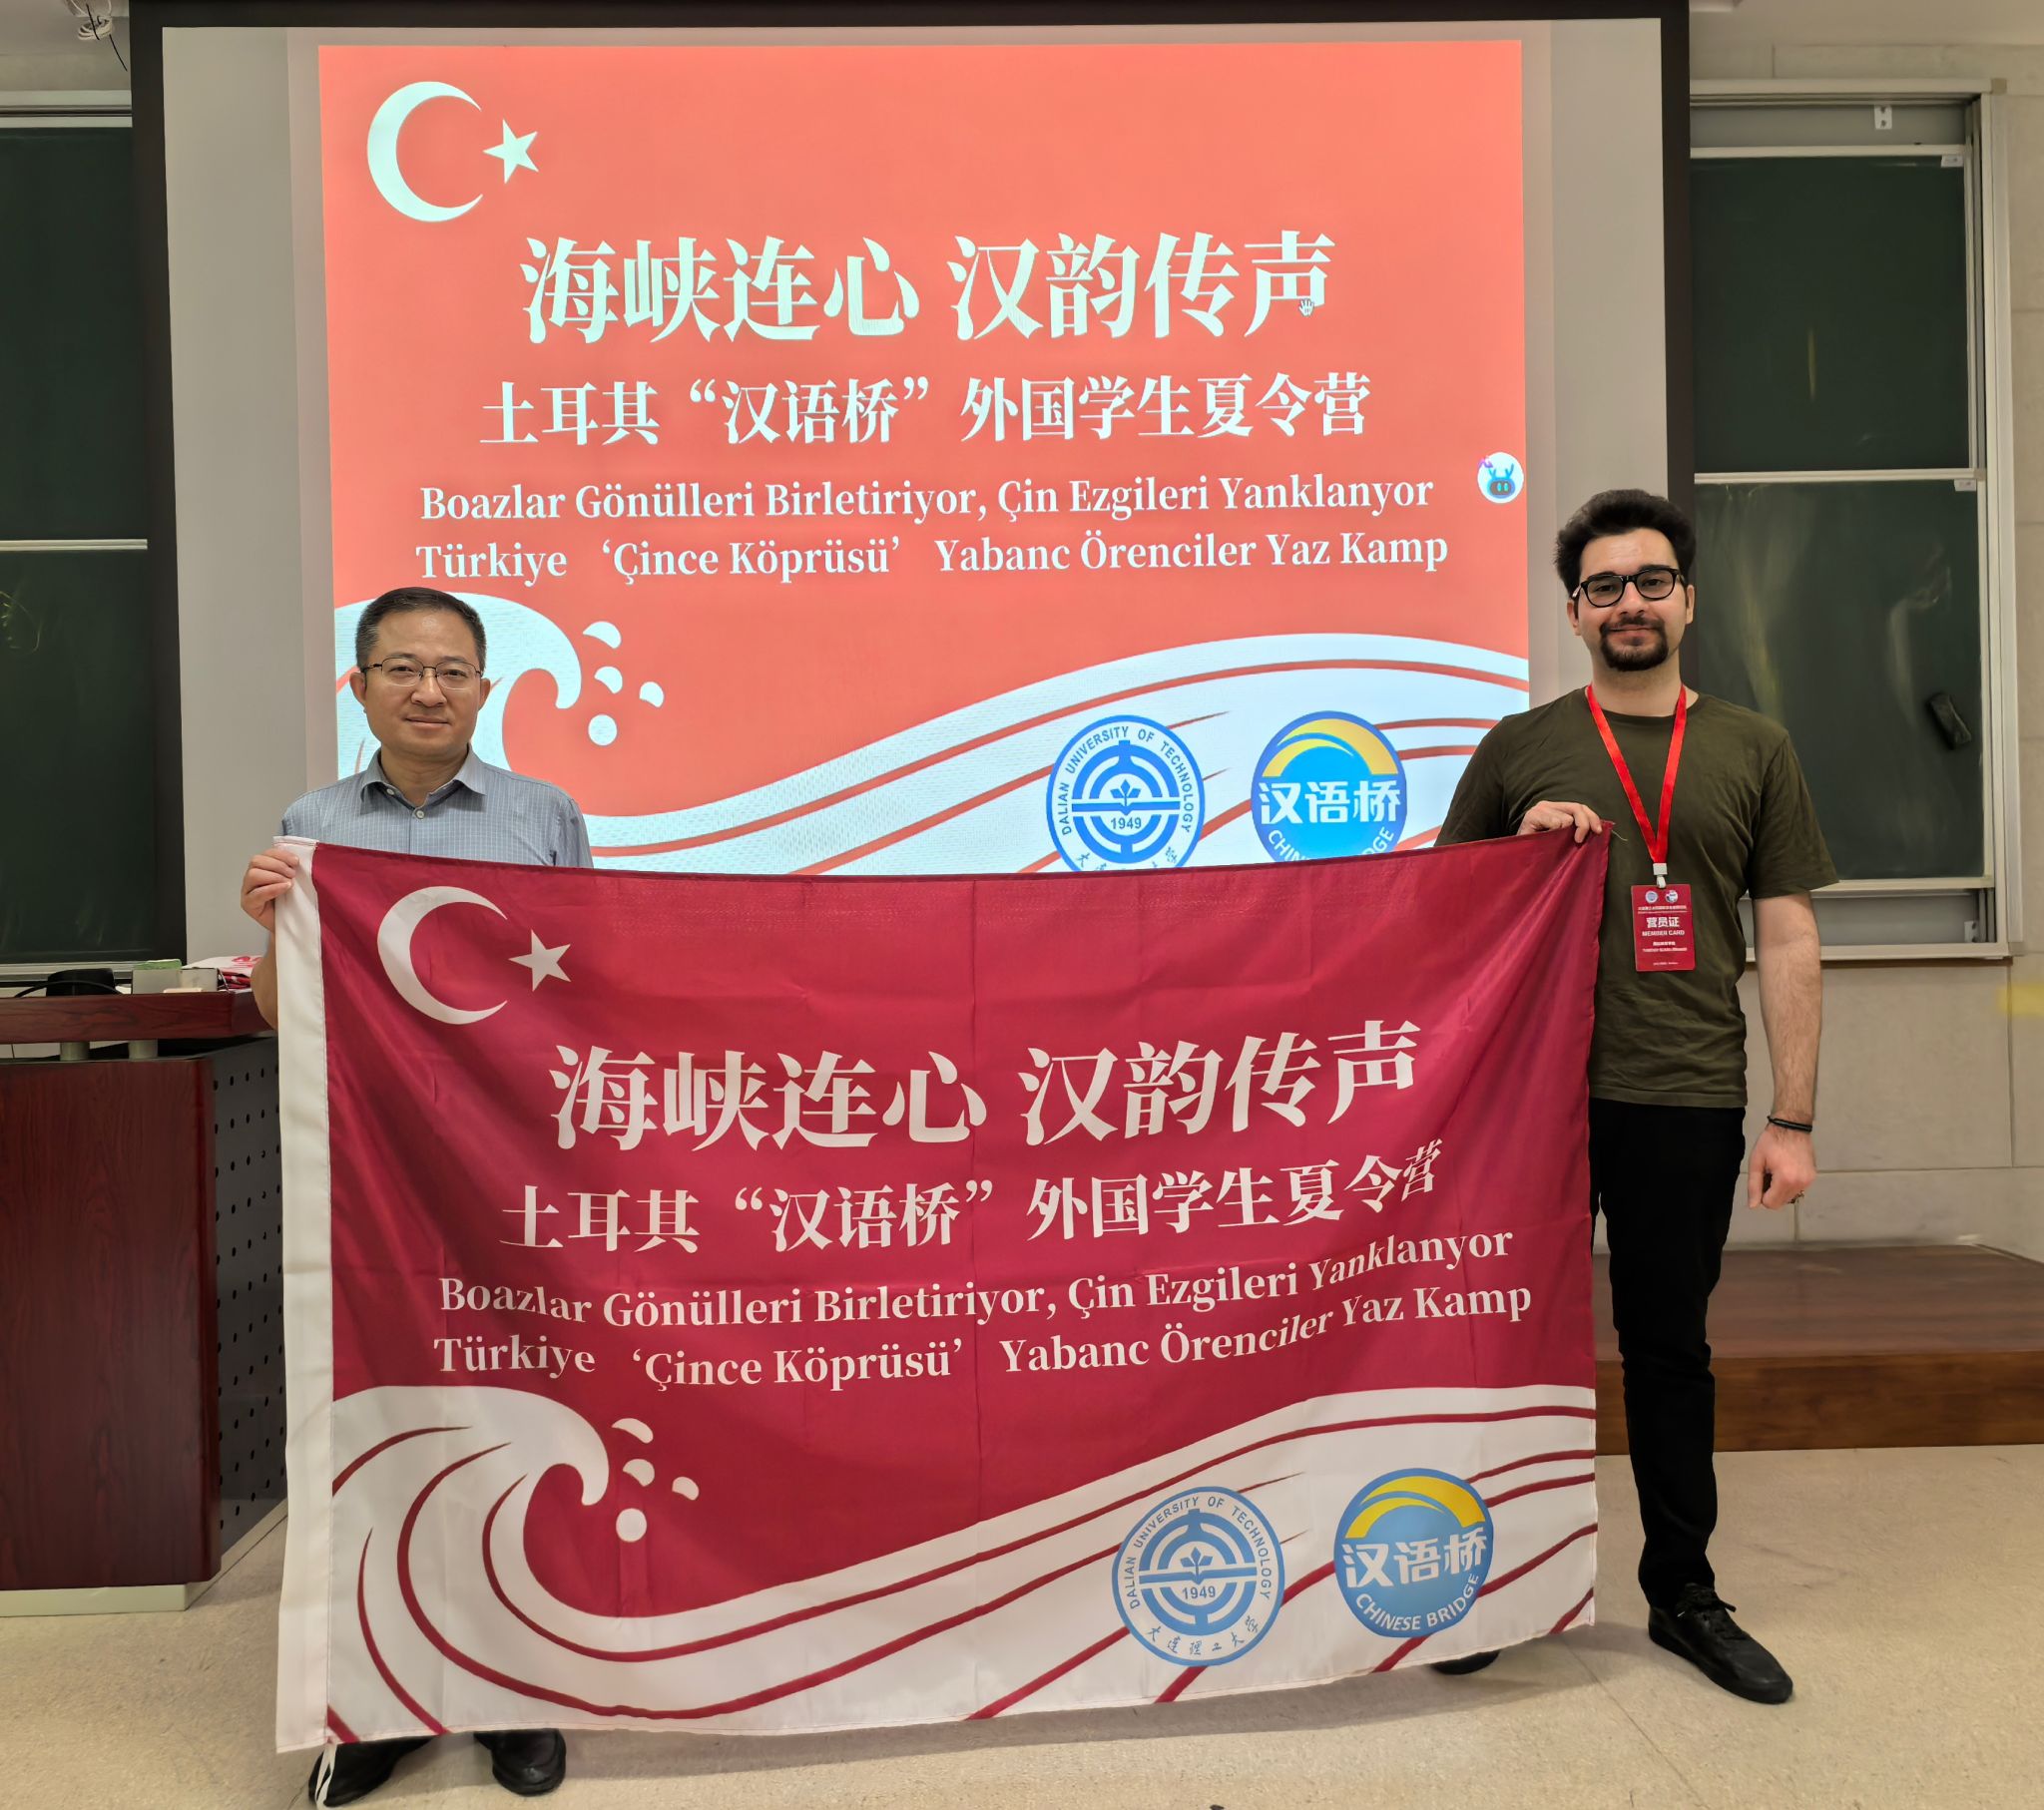 海峡连心 汉韵传声
土耳其“汉语桥”外国学生夏令营
Boazlar Gönülleri Birletiriyor, Çin Ezgileri Yanklanyor
Türkiye ‘Çince Köprüsü’ Yabanc Örenciler Yaz Kamp
DALIAN UNIVERSITY OF TECHNOLOGY
1949
汉语桥
营员证
MEMBER CARD
海峡连心 汉韵传声
土耳其“汉语桥”外国学生夏令营
Boazlar Gönülleri Birletiriyor, Çin Ezgileri Yanklanyor
Türkiye ‘Çince Köprüsü’ Yabanc Örenciler Yaz Kamp
DALIAN UNIVERSITY OF TECHNOLOGY
1949
大连理工大学
汉语桥
CHINESE BRIDGE